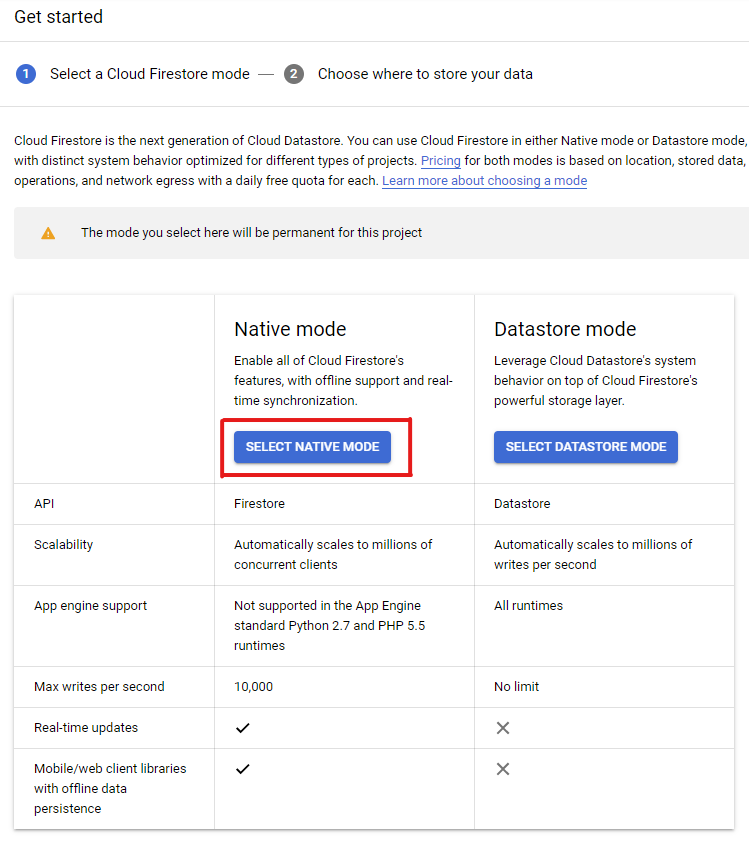 Get started
1 Select a Cloud Firestore mode — 2 Choose where to store your data
Cloud Firestore is the next generation of Cloud Datastore. You can use Cloud Firestore in either Native mode or Datastore mode,
with distinct system behavior optimized for different types of projects. Pricing for both modes is based on location, stored data,
operations, and network egress with a daily free quota for each. Learn more about choosing a mode
The mode you select here will be permanent for this project
Native mode
Enable all of Cloud Firestore's
features, with offline support and real-
time synchronization.
SELECT NATIVE MODE
Datastore mode
Leverage Cloud Datastore's system
behavior on top of Cloud Firestore's
powerful storage layer.
SELECT DATASTORE MODE
API
Firestore
Datastore
Scalability
Automatically scales to millions of
concurrent clients
Automatically scales to millions of
writes per second
App engine support
Not supported in the App Engine
standard Python 2.7 and PHP 5.5
runtimes
All runtimes
Max writes per second
10,000
No limit
Real-time updates
Mobile/web client libraries
with offline data
persistence